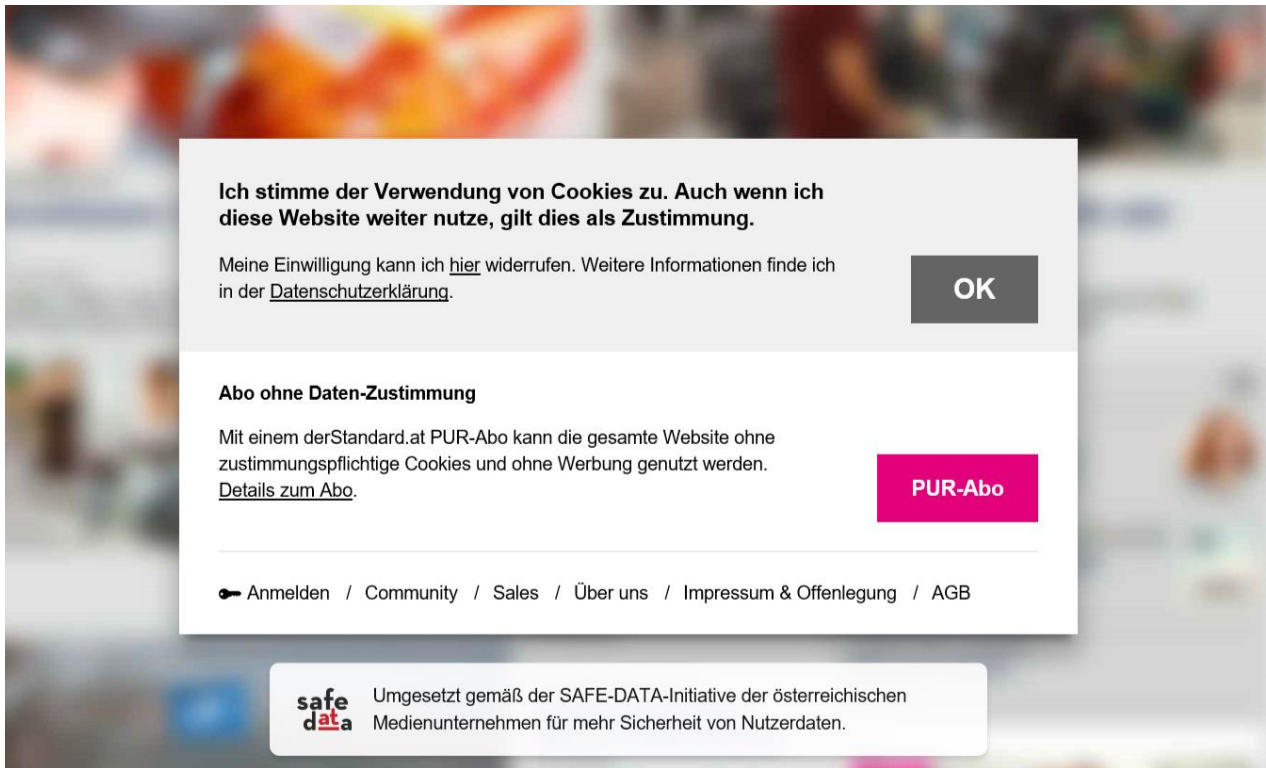 Ich stimme der Verwendung von Cookies zu. Auch wenn ich
diese Website weiter nutze, gilt dies als Zustimmung.
Meine Einwilligung kann ich hier widerrufen. Weitere Informationen finde ich
in der Datenschutzerklärung.
OK
Abo ohne Daten-Zustimmung
Mit einem derStandard.at PUR-Abo kann die gesamte Website ohne
zustimmungspflichtige Cookies und ohne Werbung genutzt werden.
Details zum Abo.
PUR-Abo
Anmelden / Community / Sales / Über uns / Impressum & Offenlegung / AGB
safe
data
Umgesetzt gemäß der SAFE-DATA-Initiative der österreichischen
Medienunternehmen für mehr Sicherheit von Nutzerdaten.